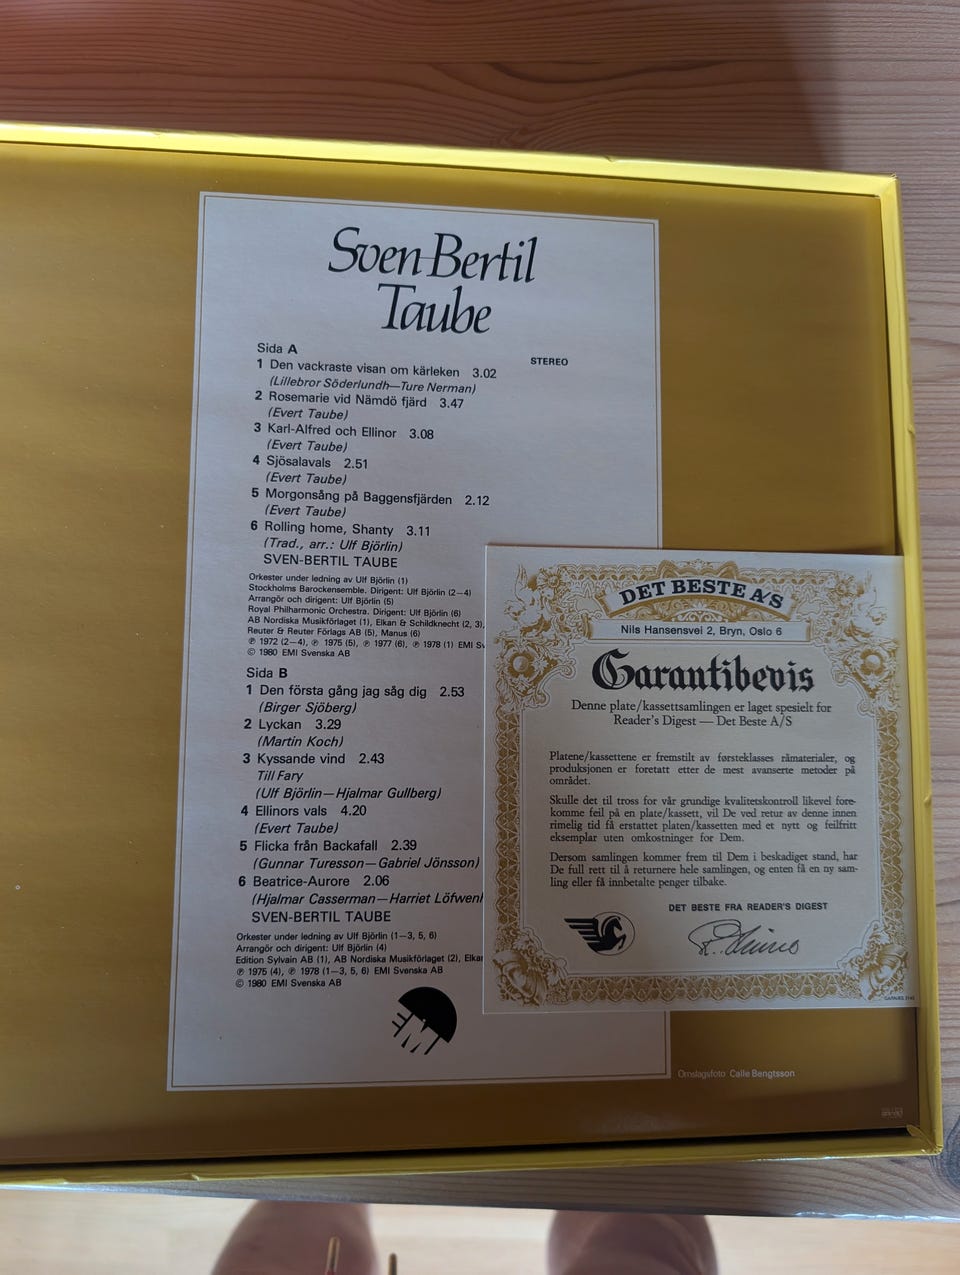 Sven-Bertil
Taube
STEREO
Sida A
1 Den vackraste visan om kärleken 3.02
(Lillebror Söderlundh—Ture Nerman)
2 Rosemarie vid Nämdö fjärd 3.47
(Evert Taube)
3 Karl-Alfred och Ellinor 3.08
(Evert Taube)
4 Sjösalavals 2.51
(Evert Taube)
5 Morgonsång på Baggensfjärden 2.12
(Evert Taube)
6 Rolling home, Shanty 3.11
(Trad., arr.: Ulf Björlin)
SVEN-BERTIL TAUBE
Orkester under ledning av Ulf Björlin (1)
Stockholms Barockensemble. Dirigent: Ulf Björlin (2—4)
Arrangör och dirigent: Ulf Björlin (5)
Royal Philharmonic Orchestra. Dirigent: Ulf Björlin (6)
AB Nordiska Musikförlaget (1), Elkan & Schildknecht (2, 3),
Reuter & Reuter Förlags AB (5), Manus (6)
℗ 1972 (2—4), ℗ 1975 (5), ℗ 1977 (6), ℗ 1978 (1) EMI Sv
© 1980 EMI Svenska AB
Sida B
1 Den första gång jag såg dig 2.53
(Birger Sjöberg)
2 Lyckan 3.29
(Martin Koch)
3 Kyssande vind 2.43
Till Fary
(Ulf Björlin—Hjalmar Gullberg)
4 Ellinors vals 4.20
(Evert Taube)
5 Flicka från Backafall 2.39
(Gunnar Turesson—Gabriel Jönsson)
6 Beatrice-Aurore 2.06
(Hjalmar Casserman—Harriet Löfwenl
SVEN-BERTIL TAUBE
Orkester under ledning av Ulf Björlin (1—3, 5, 6)
Arrangör och dirigent: Ulf Björlin (4)
Edition Sylvain AB (1), AB Nordiska Musikförlaget (2), Elkan
℗ 1975 (4), ℗ 1978 (1—3, 5, 6) EMI Svenska AB
© 1980 EMI Svenska AB
EMI
DET BESTE A/S
Nils Hansensvei 2, Bryn, Oslo 6
Garantibevis
Denne plate/kassettsamlingen er laget spesielt for
Reader's Digest — Det Beste A/S
Platene/kassettene er fremstilt av førsteklasses råmaterialer, og
produksjonen er foretatt etter de mest avanserte metoder på
området.
Skulle det til tross for vår grundige kvalitetskontroll likevel fore-
komme feil på en plate/kassett, vil De ved retur av denne innen
rimelig tid få erstattet platen/kassetten med et nytt og feilfritt
eksemplar uten omkostninger for Dem.
Dersom samlingen kommer frem til Dem i beskadiget stand, har
De full rett til å returnere hele samlingen, og enten få en ny sam-
ling eller få innbetalte penger tilbake.
DET BESTE FRA READER'S DIGEST
Omslagsfoto Calle Bengtsson